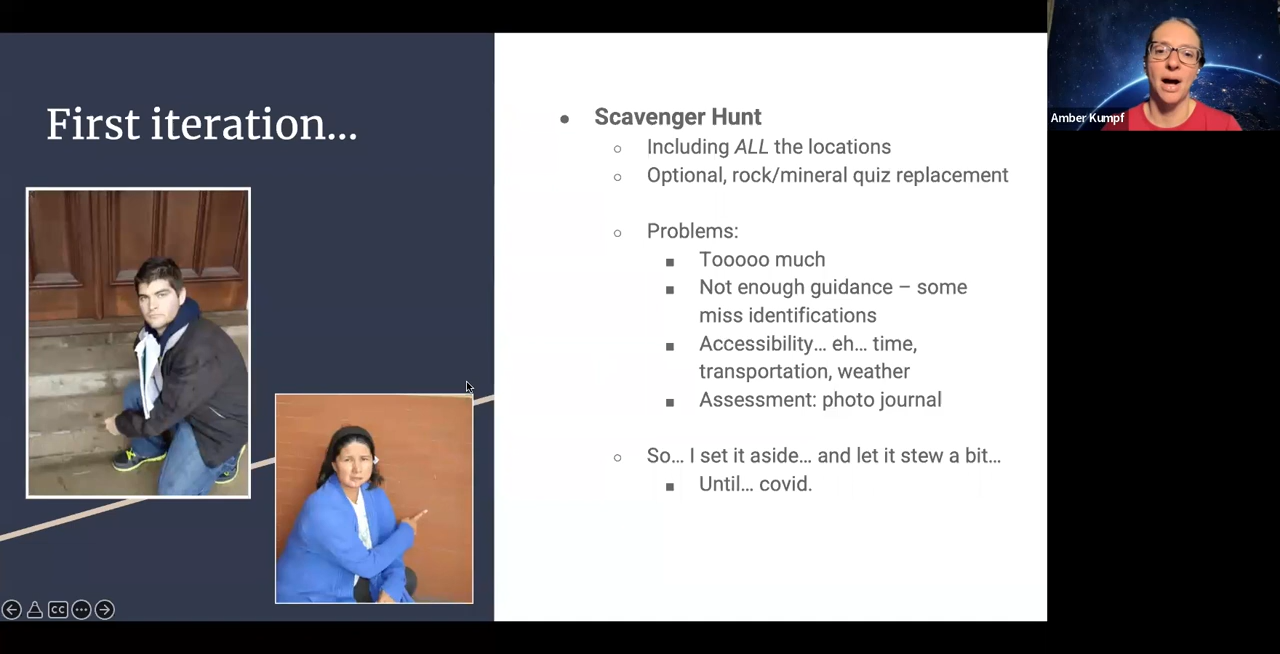 First iteration...
Scavenger Hunt
Including ALL the locations
Optional, rock/mineral quiz replacement
Problems:
Tooooo much
Not enough guidance – some
miss identifications
Accessibility... eh... time,
transportation, weather
Assessment: photo journal
So... I set it aside... and let it stew a bit...
Until... covid.
Amber Kumpf
CC